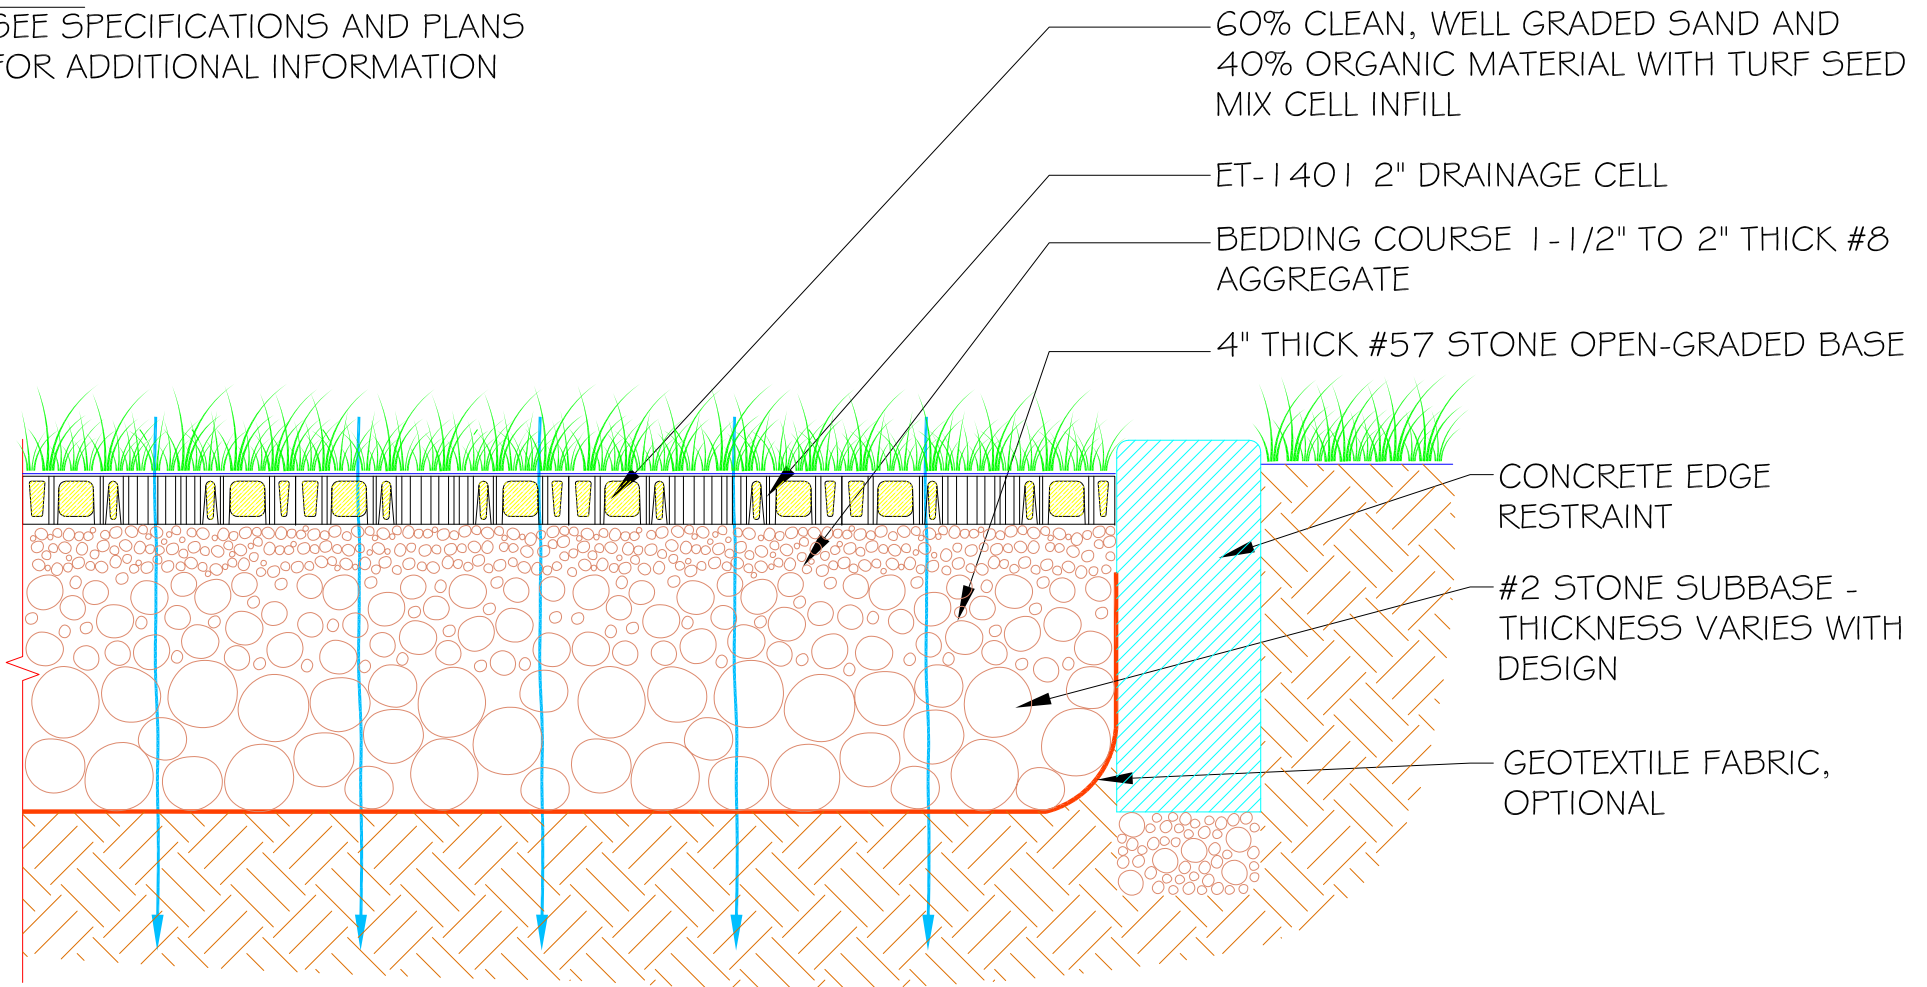 SEE SPECIFICATIONS AND PLANS
FOR ADDITIONAL INFORMATION
60% CLEAN, WELL GRADED SAND AND
40% ORGANIC MATERIAL WITH TURF SEED
MIX CELL INFILL
ET-1401 2" DRAINAGE CELL
BEDDING COURSE 1-1/2" TO 2" THICK #8
AGGREGATE
4" THICK #57 STONE OPEN-GRADED BASE
CONCRETE EDGE
RESTRAINT
#2 STONE SUBBASE -
THICKNESS VARIES WITH
DESIGN
GEOTEXTILE FABRIC,
OPTIONAL